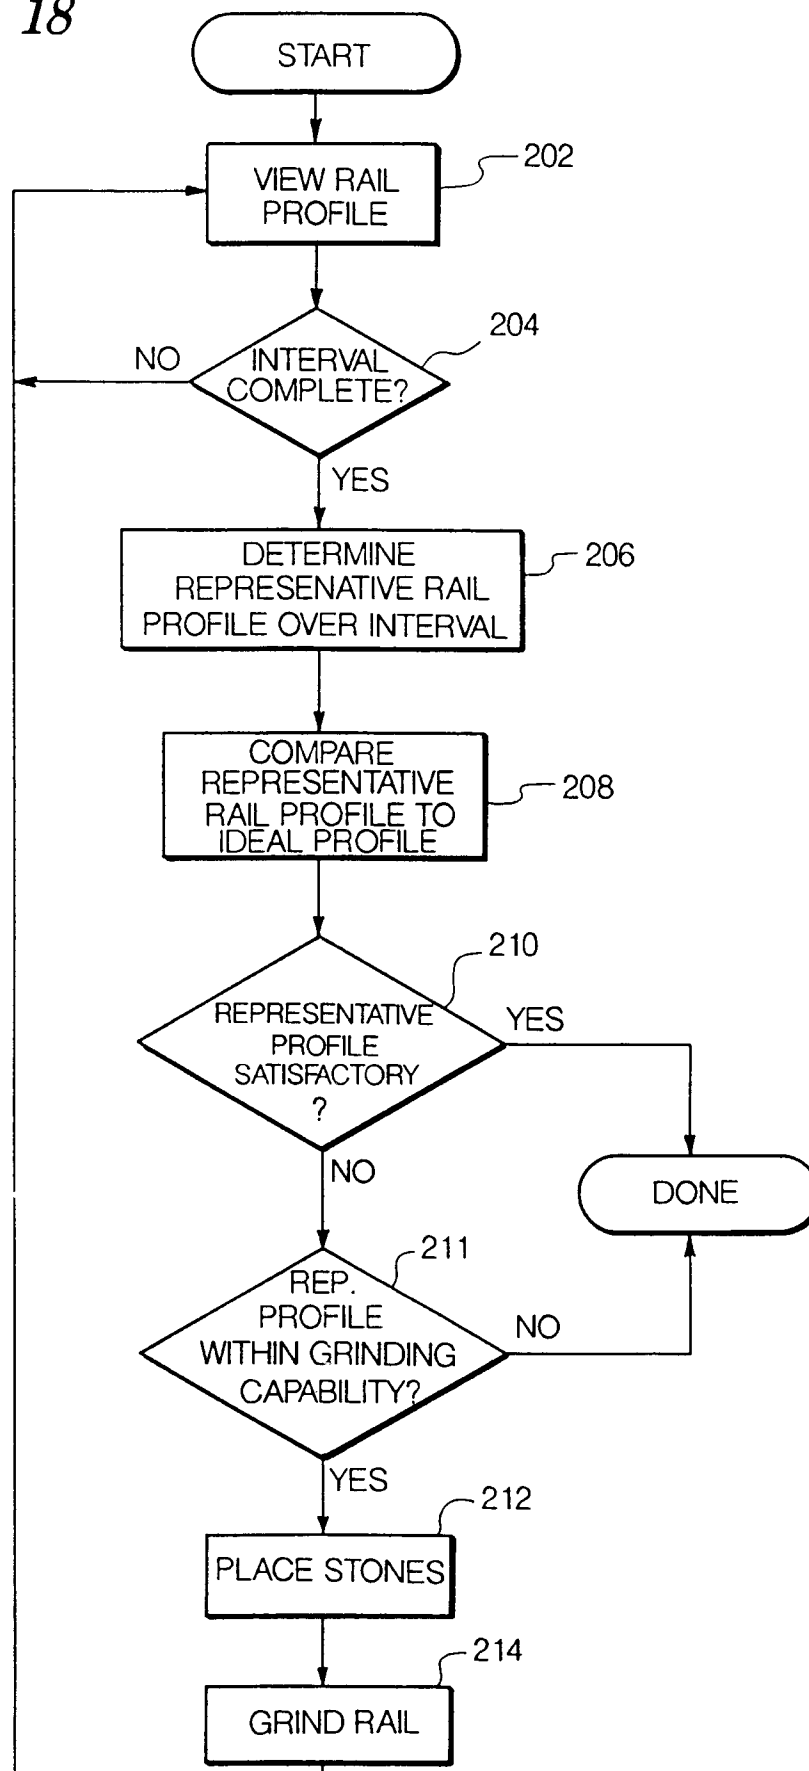 18
START
VIEW RAIL
PROFILE
202
INTERVAL
COMPLETE?
204
NO
YES
DETERMINE
REPRESENATIVE RAIL
PROFILE OVER INTERVAL
206
COMPARE
REPRESENTATIVE
RAIL PROFILE TO
IDEAL PROFILE
208
REPRESENTATIVE
PROFILE
SATISFACTORY
?
210
YES
NO
DONE
REP.
PROFILE
WITHIN GRINDING
CAPABILITY?
211
NO
YES
PLACE STONES
212
GRIND RAIL
214